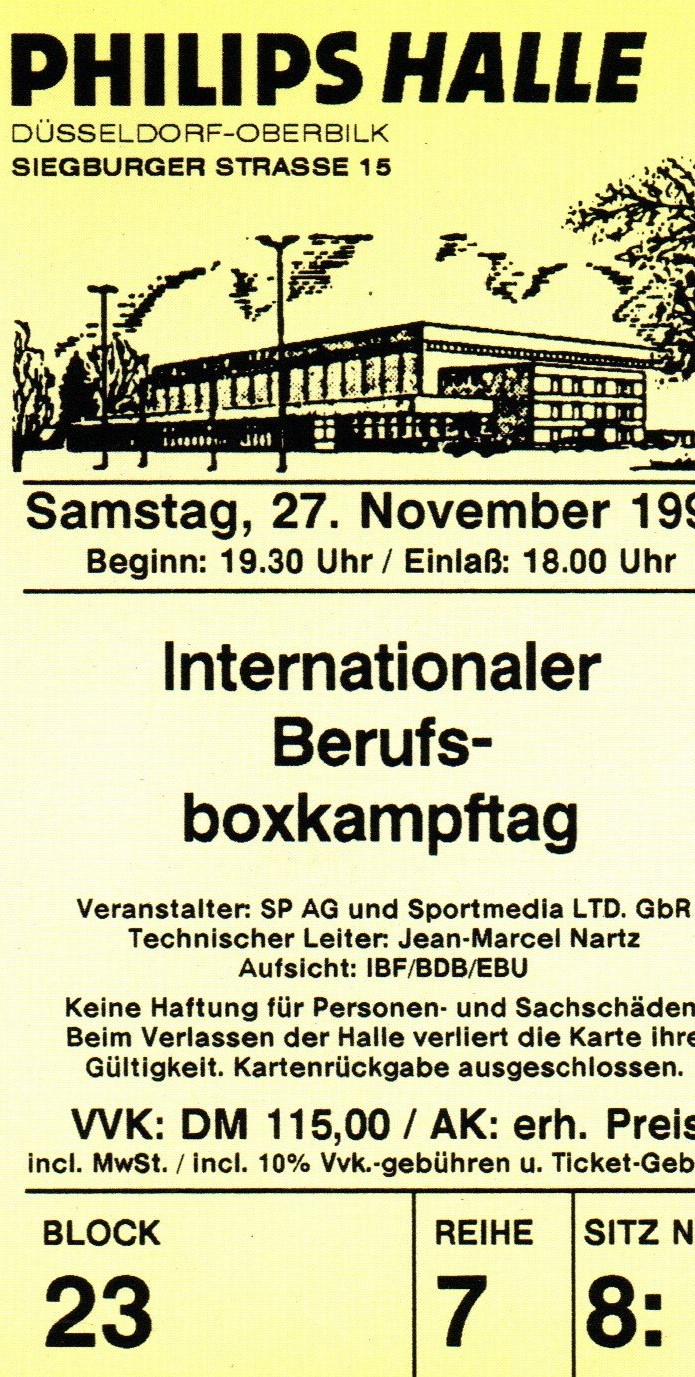 PHILIPS HALLE
DÜSSELDORF-OBERBILK
SIEGBURGER STRASSE 15
Samstag, 27. November 199
Beginn: 19.30 Uhr / Einlaß: 18.00 Uhr
Internationaler
Berufs-
boxkampftag
Veranstalter: SP AG und Sportmedia LTD. GbR
Technischer Leiter: Jean-Marcel Nartz
Aufsicht: IBF/BDB/EBU
Keine Haftung für Personen- und Sachschäden
Beim Verlassen der Halle verliert die Karte ihre
Gültigkeit. Kartenrückgabe ausgeschlossen.
VVK: DM 115,00 / AK: erh. Preis
incl. MwSt. / incl. 10% Vvk.-gebühren u. Ticket-Geb
BLOCK REIHE SITZ N
23 7 8: